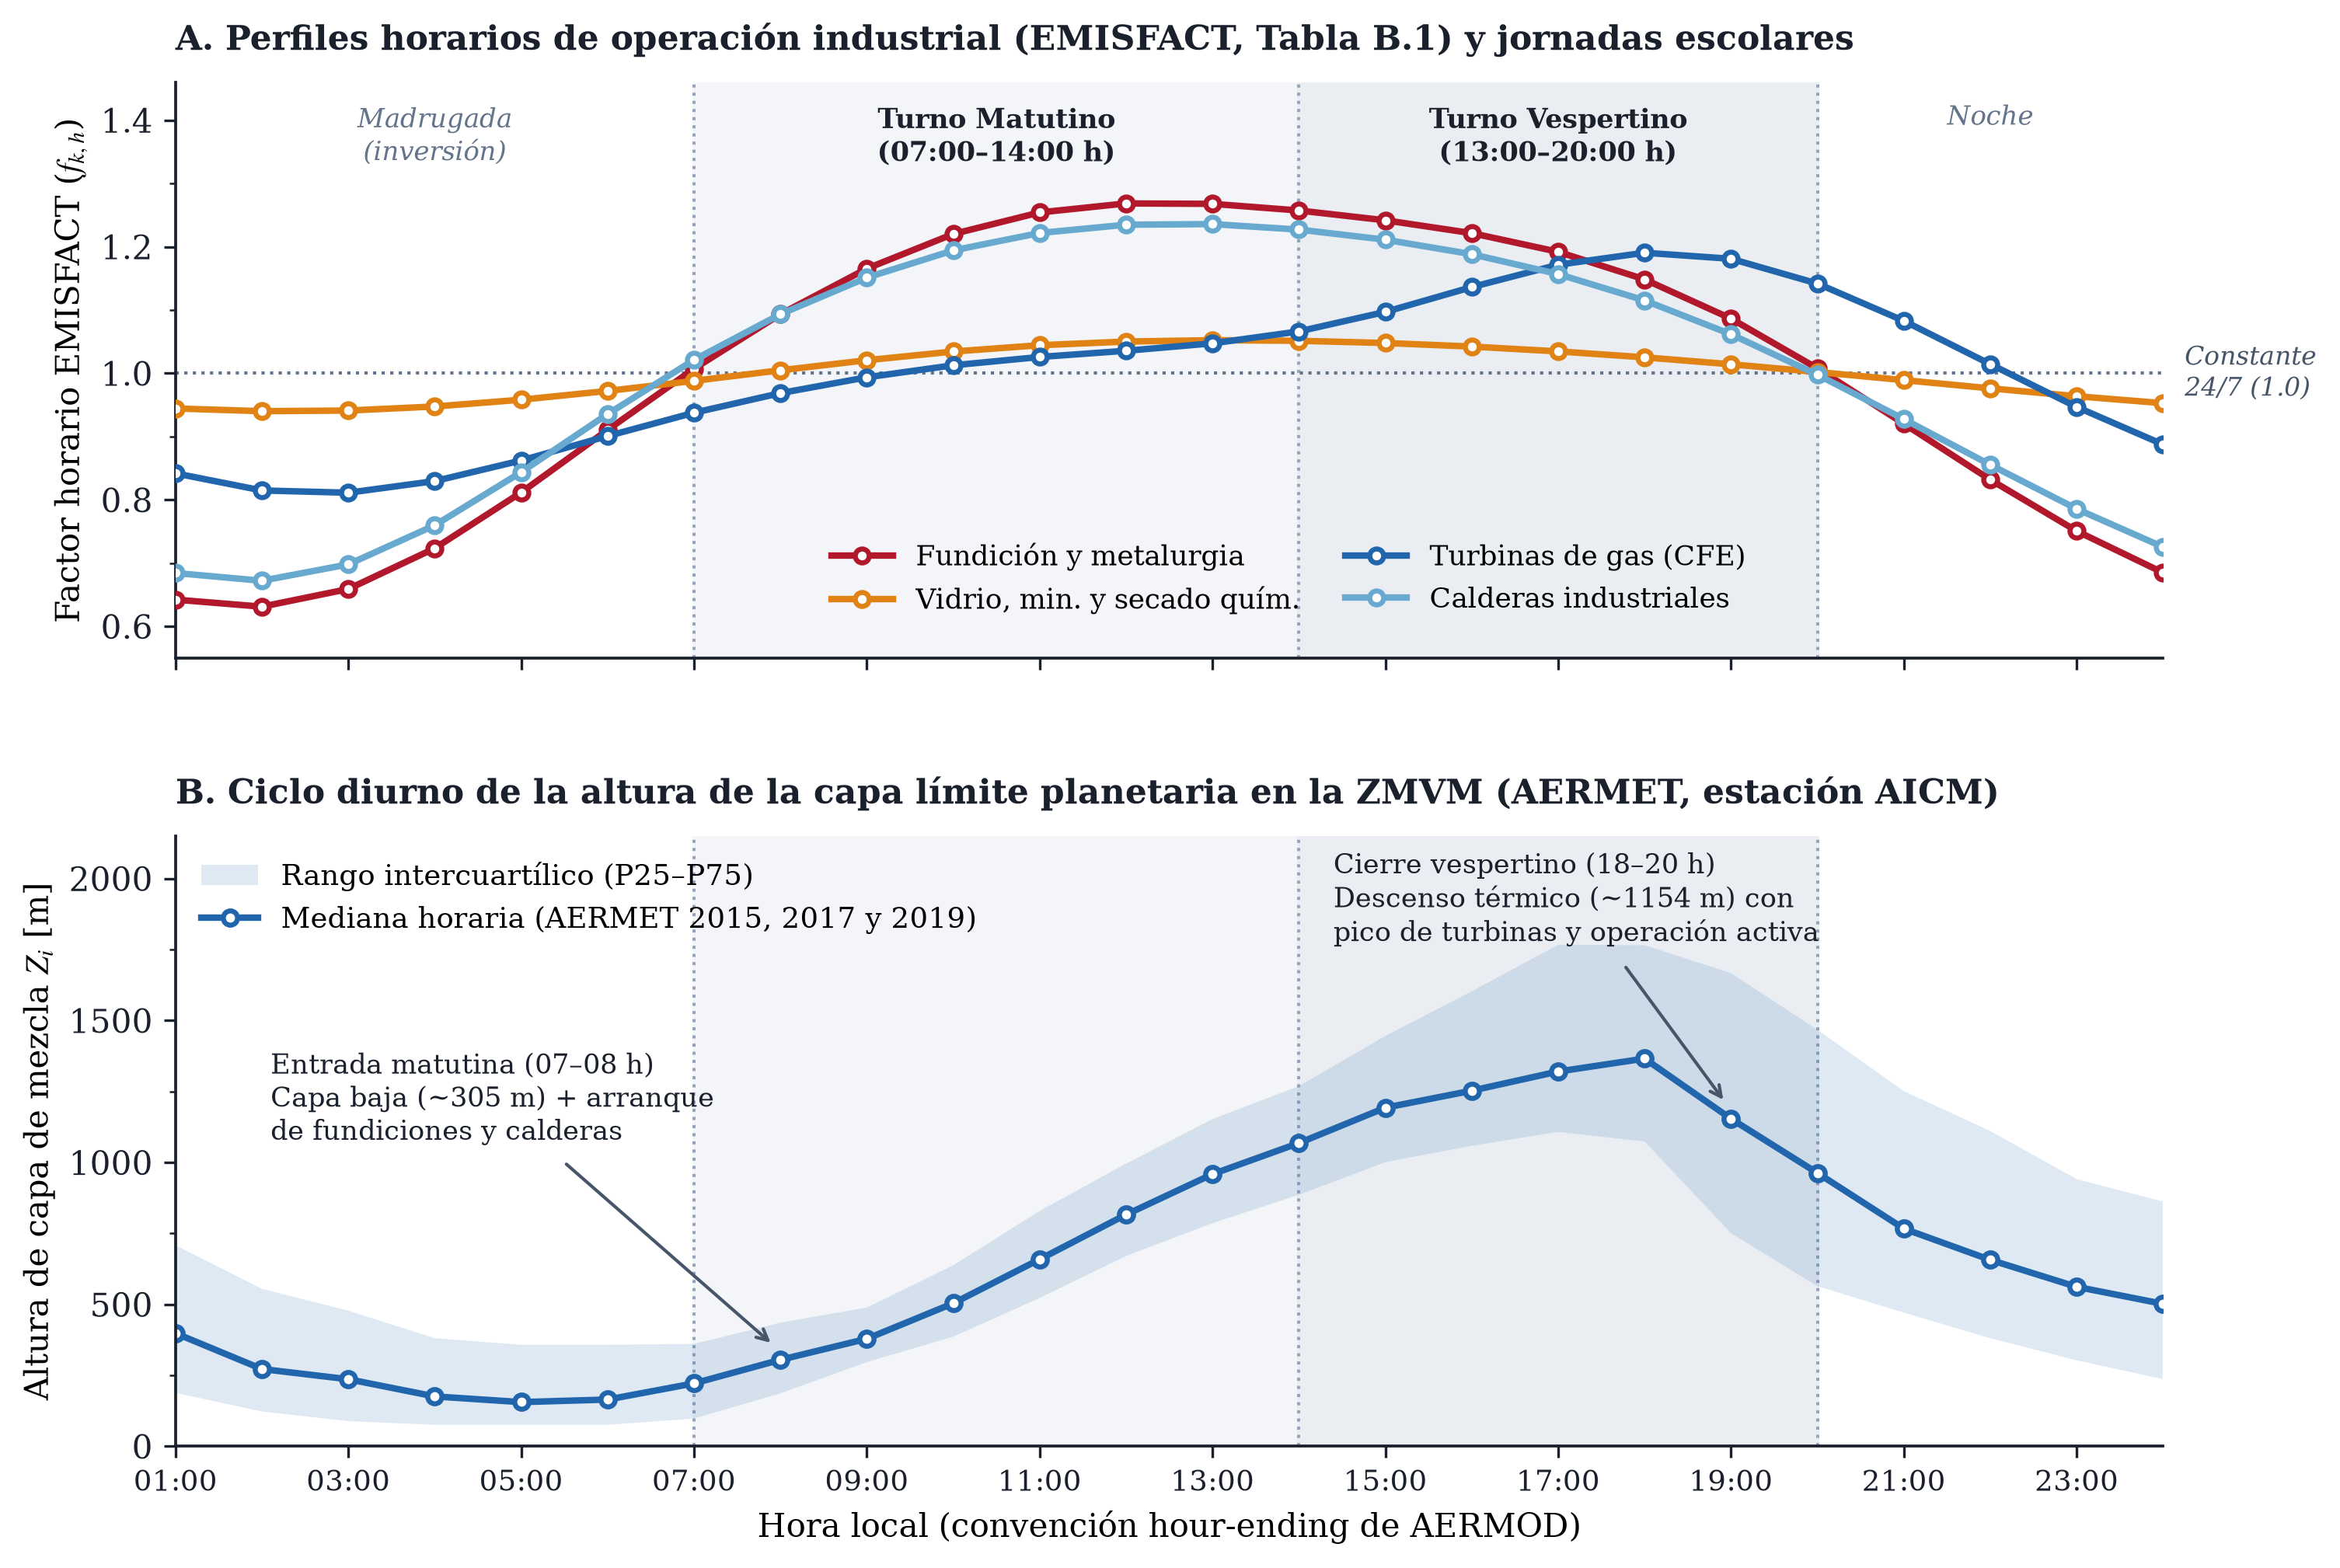 A. Perfiles horarios de operación industrial (EMISFACT, Tabla B.1) y jornadas escolares
Factor horario EMISFACT (f_{k,h})
1.4
1.2
1.0
0.8
0.6
Madrugada
(inversión)
Turno Matutino
(07:00–14:00 h)
Turno Vespertino
(13:00–20:00 h)
Noche
Constante
24/7 (1.0)
Fundición y metalurgia
Vidrio, min. y secado quím.
Turbinas de gas (CFE)
Calderas industriales
B. Ciclo diurno de la altura de la capa límite planetaria en la ZMVM (AERMET, estación AICM)
Altura de capa de mezcla Z_i [m]
2000
1500
1000
500
0
Rango intercuartílico (P25–P75)
Mediana horaria (AERMET 2015, 2017 y 2019)
Cierre vespertino (18–20 h)
Descenso térmico (~1154 m) con
pico de turbinas y operación activa
Entrada matutina (07–08 h)
Capa baja (~305 m) + arranque
de fundiciones y calderas
01:00 03:00 05:00 07:00 09:00 11:00 13:00 15:00 17:00 19:00 21:00 23:00
Hora local (convención hour-ending de AERMOD)